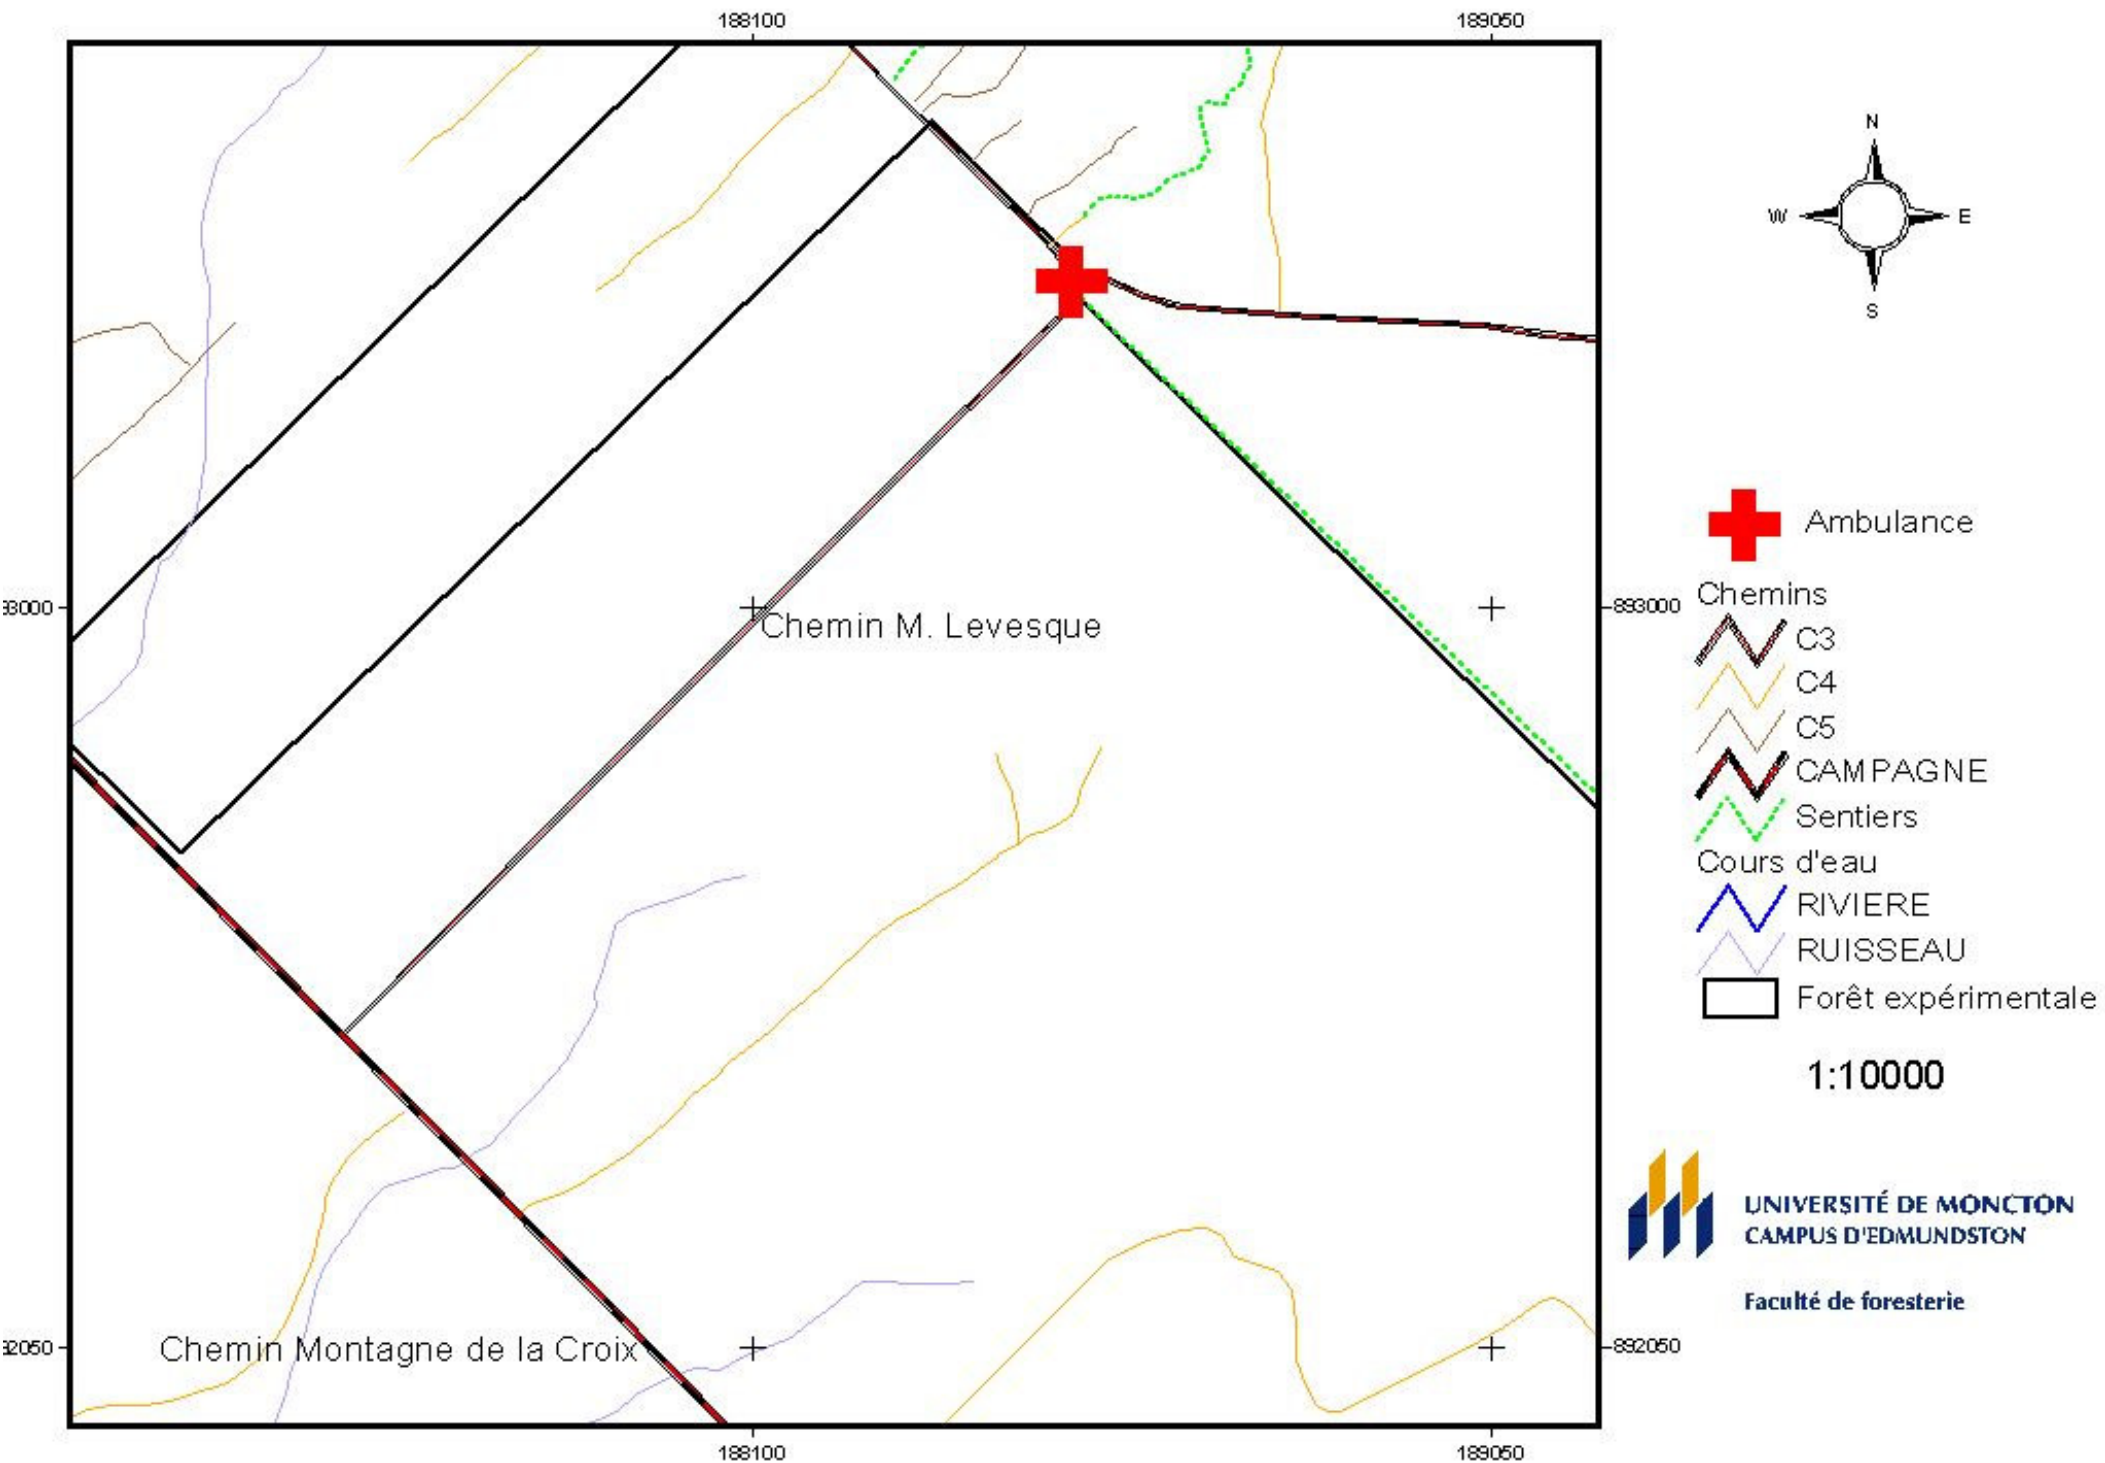 188100
189050
N
W
E
S
Ambulance
Chemins
C3
C4
C5
CAMPAGNE
Sentiers
Cours d'eau
RIVIERE
RUISSEAU
Forêt expérimentale
1:10000
UNIVERSITÉ DE MONCTON
CAMPUS D'EDMUNDSTON
Faculté de foresterie
893000
Chemin M. Levesque
Chemin Montagne de la Croix
892050
188100
189050